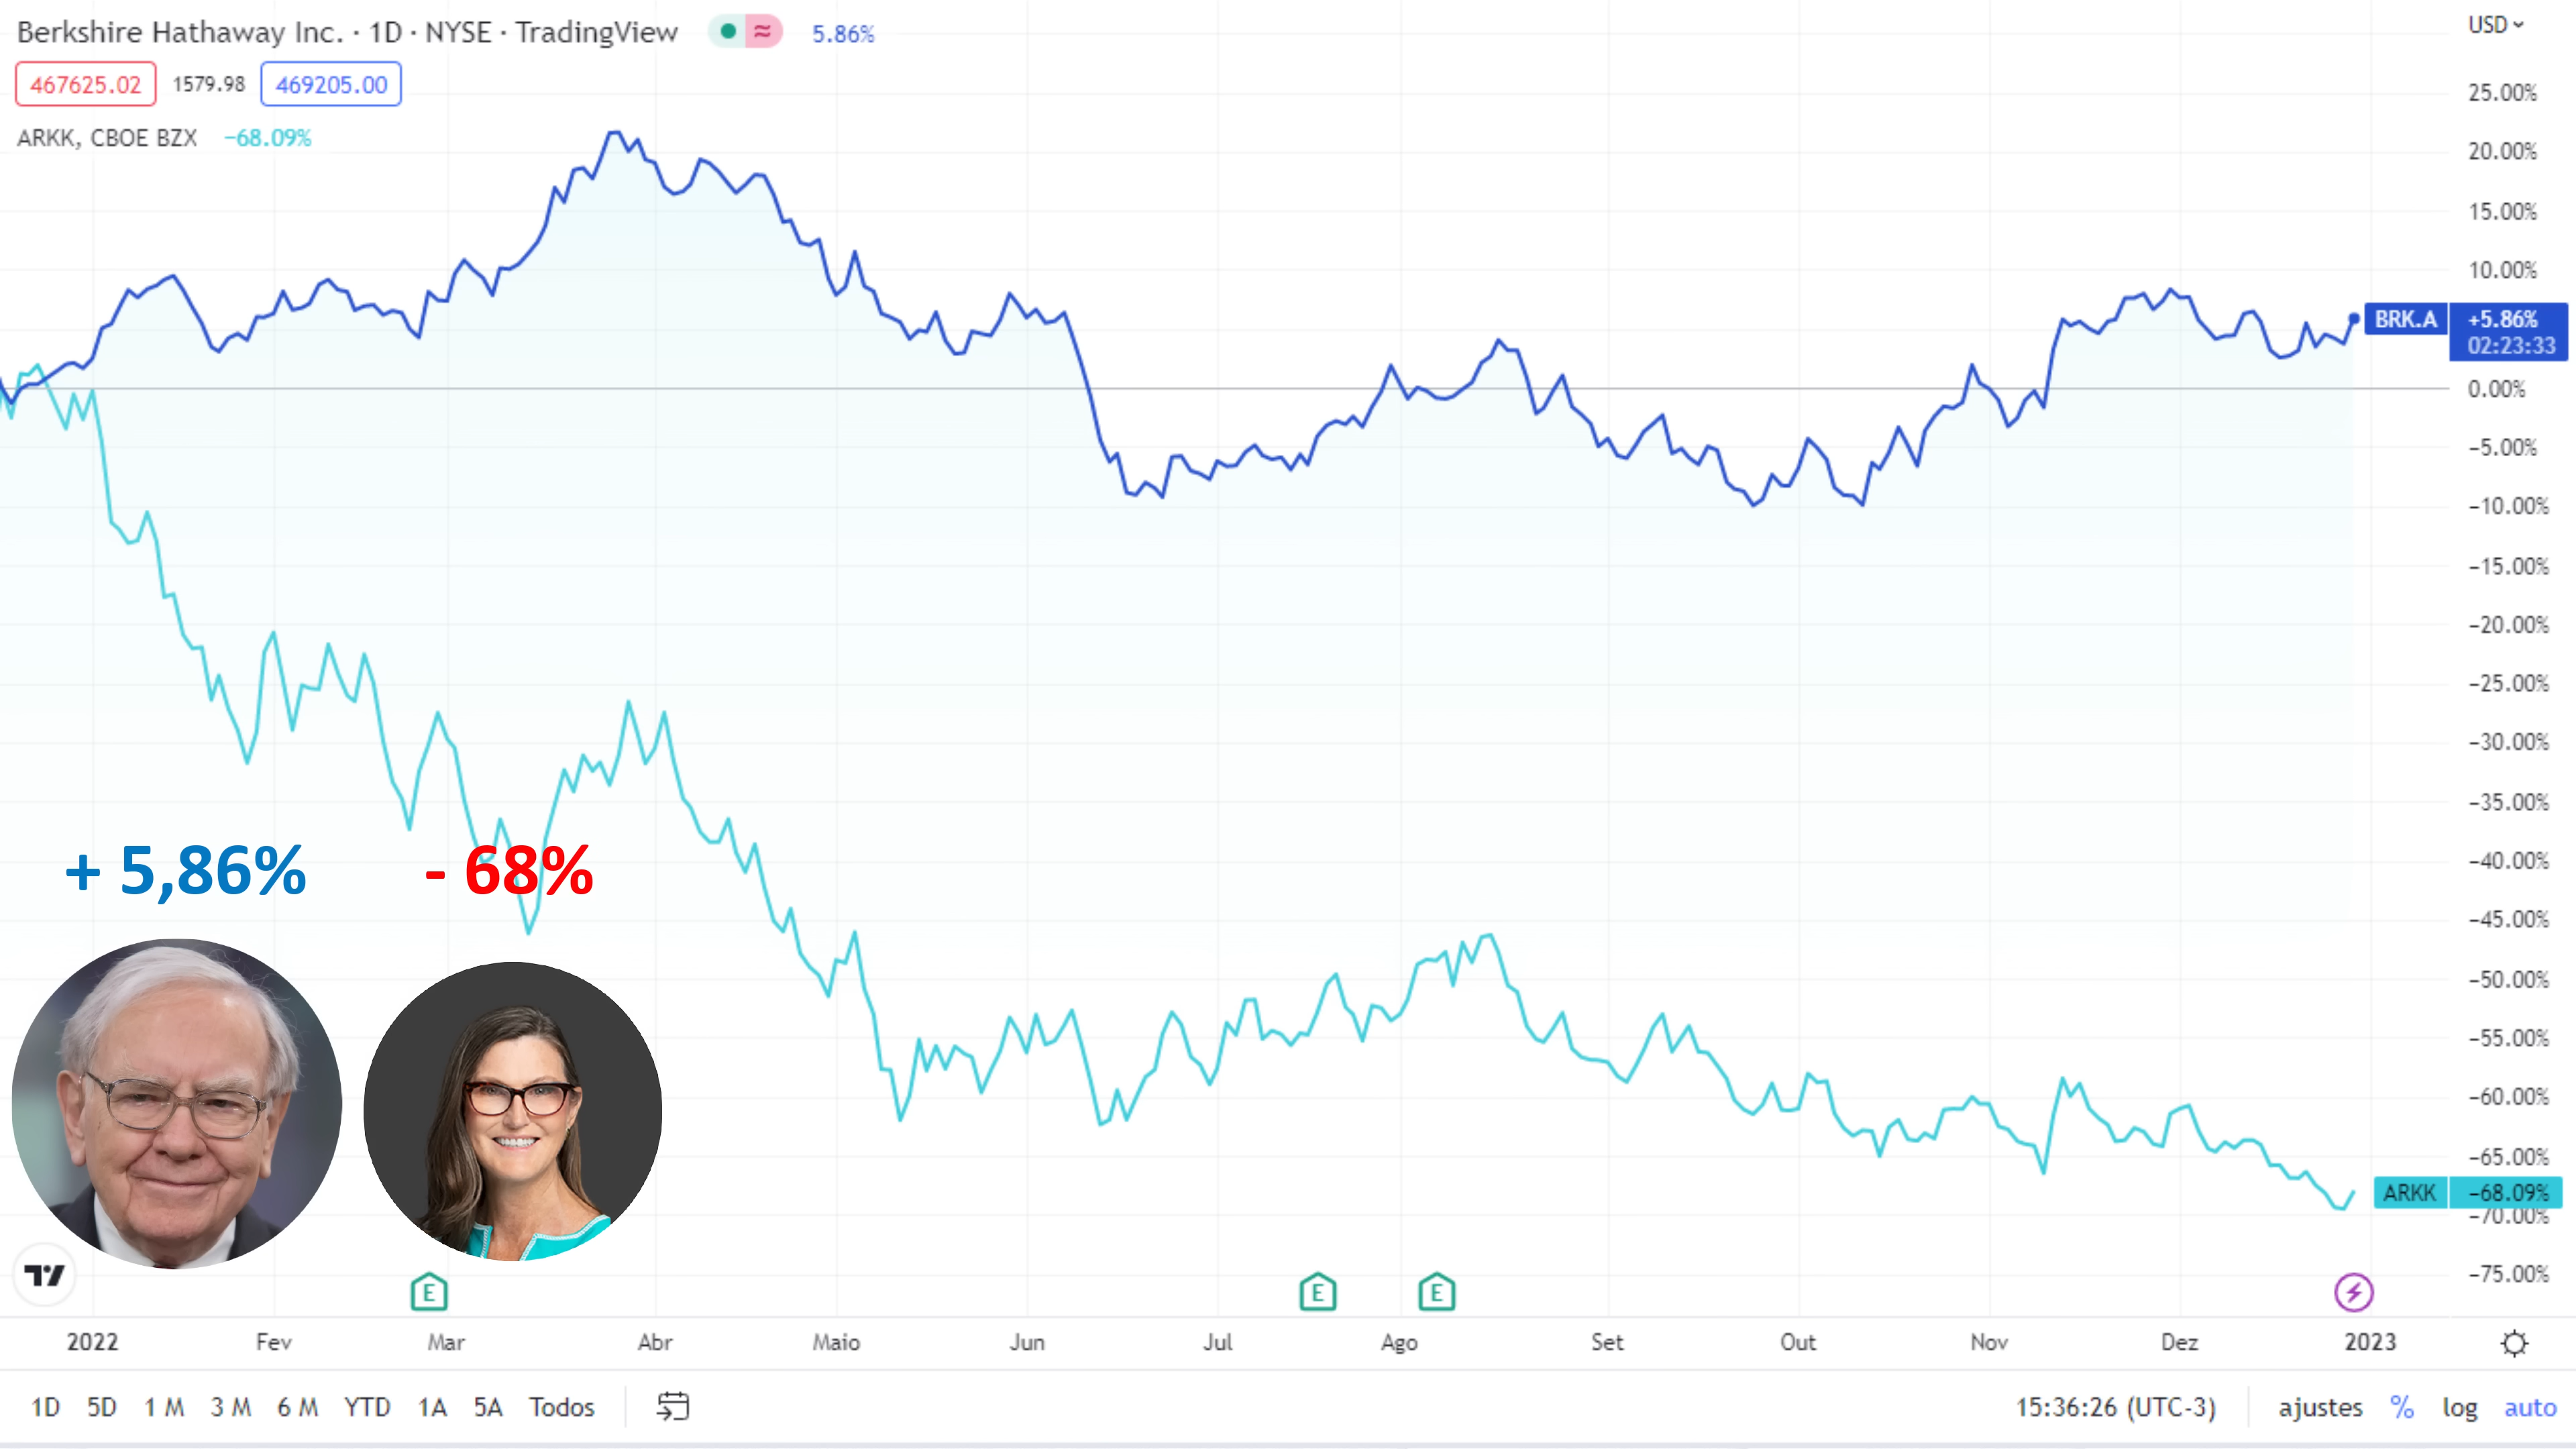 Berkshire Hathaway Inc. · 1D · NYSE · TradingView 5.86%
USD
467625.02 1579.98 469205.00
ARKK, CBOE BZX −68.09%
25.00%
20.00%
15.00%
10.00%
BRK.A +5.86%
02:23:33
0.00%
−5.00%
−10.00%
−15.00%
−20.00%
−25.00%
−30.00%
−35.00%
−40.00%
+ 5,86% - 68%
−45.00%
−50.00%
−55.00%
−60.00%
−65.00%
ARKK −68.09%
−70.00%
−75.00%
E E E
2022 Fev Mar Abr Maio Jun Jul Ago Set Out Nov Dez 2023
1D 5D 1 M 3 M 6 M YTD 1A 5A Todos 15:36:26 (UTC-3) ajustes % log auto